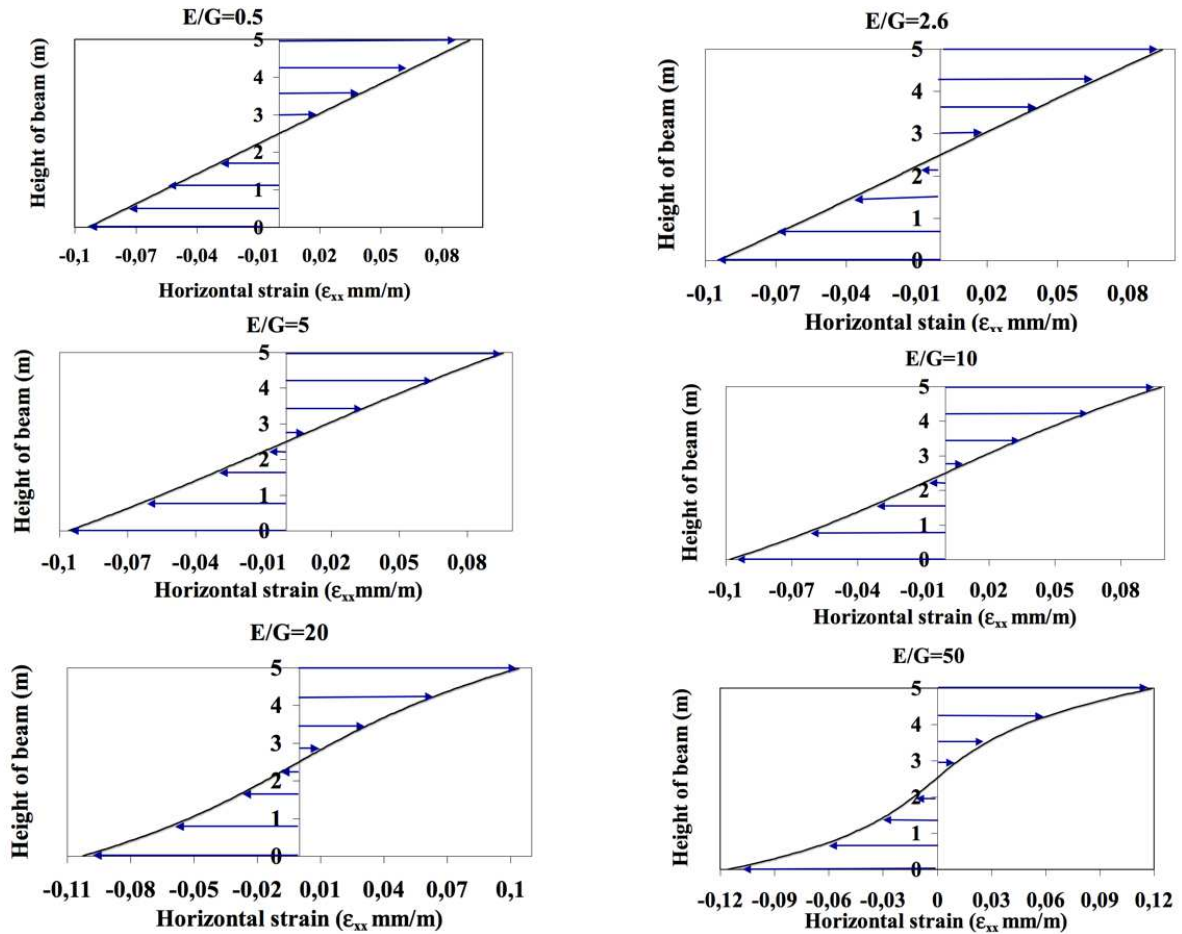 E/G=0.5
Height of beam (m)
5
4
3
2
1
0
-0,1 -0,07 -0,04 -0,01 0,02 0,05 0,08
Horizontal strain (εxx mm/m)
E/G=2.6
Height of beam (m)
5
4
3
2
1
0
-0,1 -0,07 -0,04 -0,01 0,02 0,05 0,08
Horizontal stain (εxx mm/m)
E/G=5
Height of beam (m)
5
4
3
2
1
0
-0,1 -0,07 -0,04 -0,01 0,02 0,05 0,08
Horizontal strain (εxxmm/m)
E/G=10
Height of beam (m)
5
4
3
2
1
0
-0,1 -0,07 -0,04 -0,01 0,02 0,05 0,08
Horizontal strain (εxx mm/m)
E/G=20
Height of beam (m)
5
4
3
2
1
0
-0,11 -0,08 -0,05 -0,02 0,01 0,04 0,07 0,1
Horizontal strain (εxx mm/m)
E/G=50
Height of beam (m)
5
4
3
2
1
0
-0,12 -0,09 -0,06 -0,03 0 0,03 0,06 0,09 0,12
Horizontal strain (εxx mm/m)